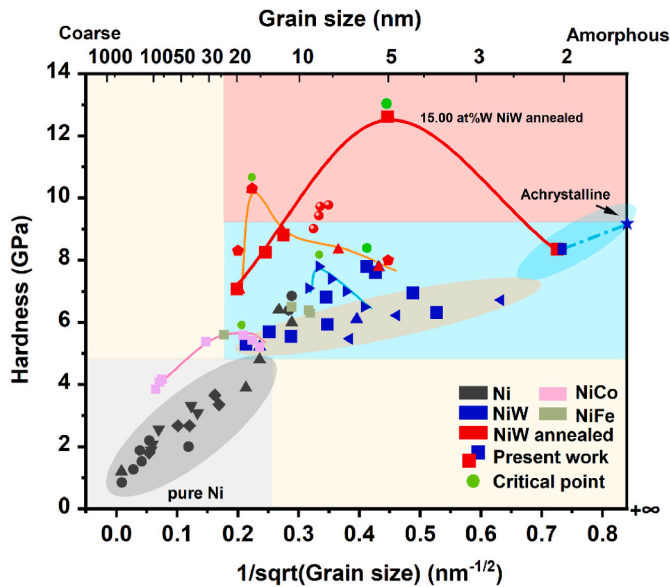 Grain size (nm)
Coarse
Amorphous
1000 10050 30 20 10 5 3 2
14
12
10
8
6
4
2
0
Hardness (GPa)
15.00 at%W NiW annealed
Achrystalline
Ni
NiCo
NiW
NiFe
NiW annealed
Present work
Critical point
pure Ni
0.0 0.1 0.2 0.3 0.4 0.5 0.6 0.7 0.8 +∞
1/sqrt(Grain size) (nm-1/2)